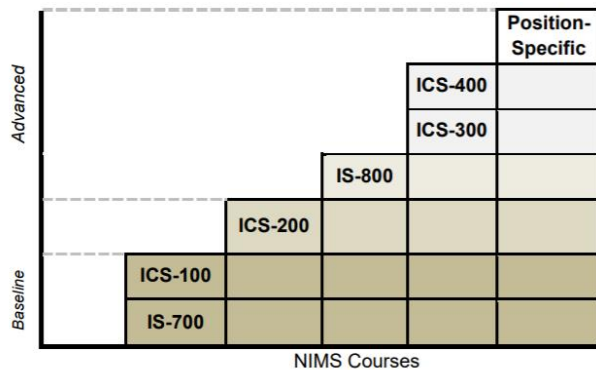 Position-
Specific
ICS-400
ICS-300
IS-800
ICS-200
ICS-100
IS-700
Advanced
Baseline
NIMS Courses